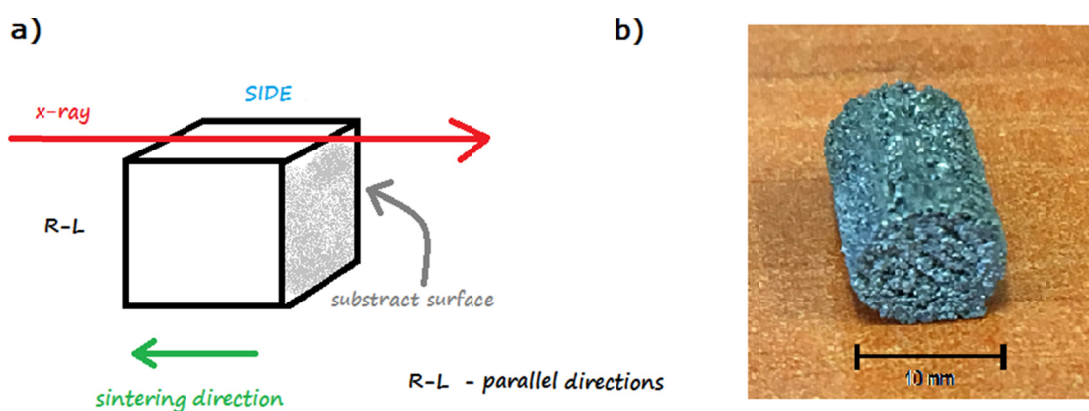 a)
b)
SIDE
x-ray
R-L
substract surface
sintering direction
R-L - parallel directions
10 mm